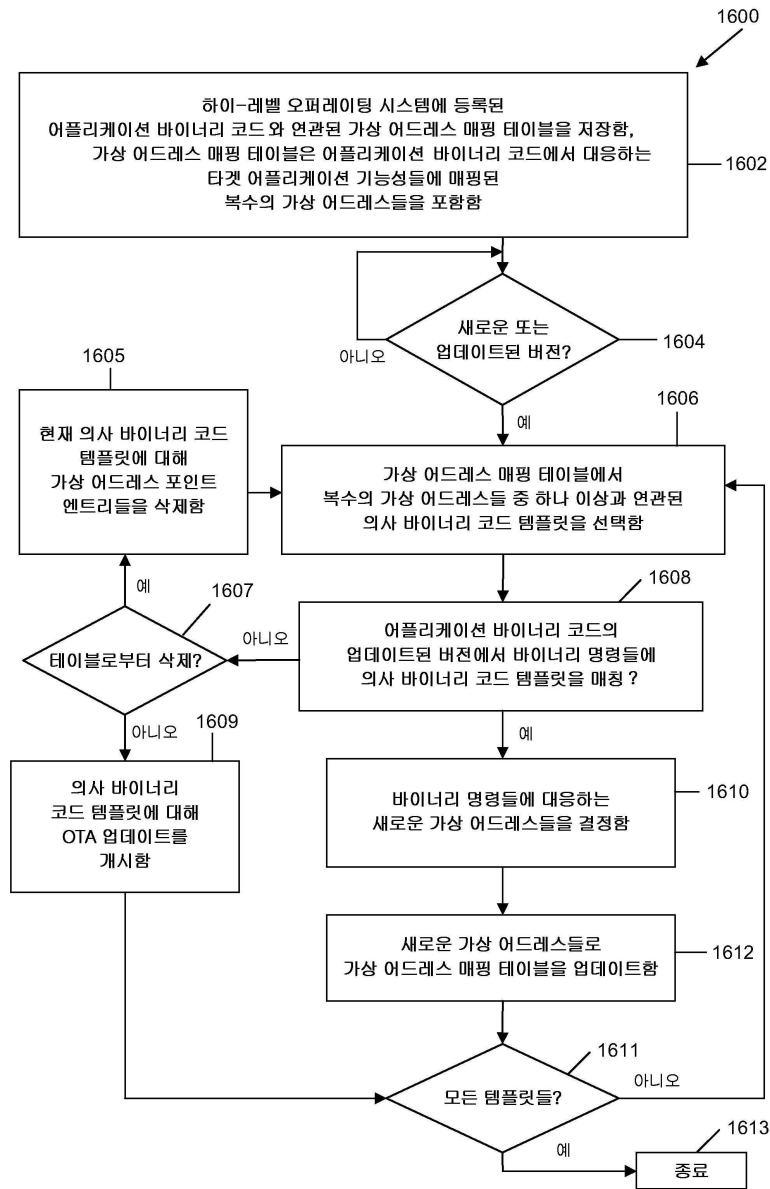 1600
하이-레벨 오퍼레이팅 시스템에 등록된
어플리케이션 바이너리 코드와 연관된 가상 어드레스 매핑 테이블을 저장함,
가상 어드레스 매핑 테이블은 어플리케이션 바이너리 코드에서 대응하는
타겟 어플리케이션 기능성들에 매핑된
복수의 가상 어드레스들을 포함함
1602
새로운 또는
업데이트된 버전?
1604
아니오
예
1605
현재 의사 바이너리 코드
템플릿에 대해
가상 어드레스 포인트
엔트리들을 삭제함
1606
가상 어드레스 매핑 테이블에서
복수의 가상 어드레스들 중 하나 이상과 연관된
의사 바이너리 코드 템플릿을 선택함
예
1607
테이블로부터 삭제?
아니오
1608
어플리케이션 바이너리 코드의
업데이트된 버전에서 바이너리 명령들에
의사 바이너리 코드 템플릿을 매칭?
아니오
예
1609
의사 바이너리
코드 템플릿에 대해
OTA 업데이트를
개시함
바이너리 명령들에 대응하는
새로운 가상 어드레스들을 결정함
1610
새로운 가상 어드레스들로
가상 어드레스 매핑 테이블을 업데이트함
1612
모든 템플릿들?
1611
아니오
예
1613
종료